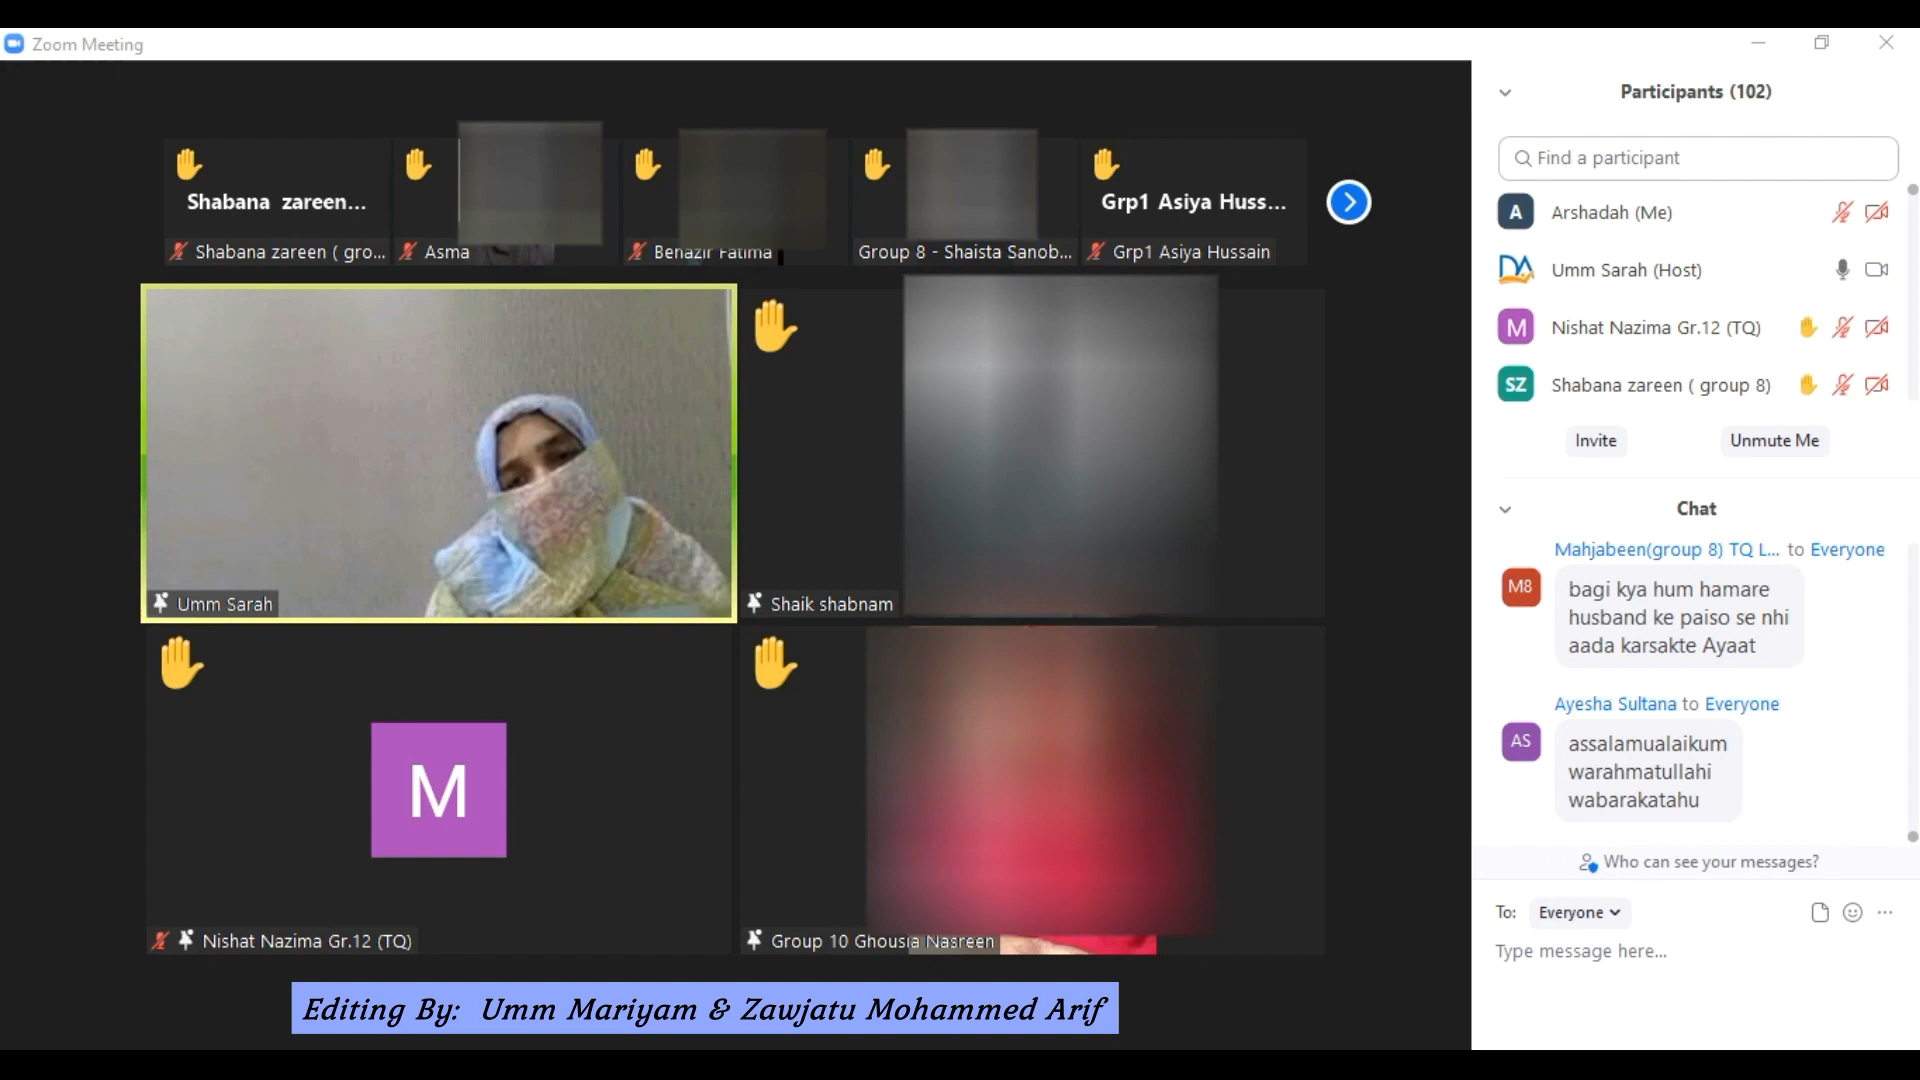 Zoom Meeting
Shabana zareen...
Grp1 Asiya Huss...
Shabana zareen ( gro...
Asma
Benazir Fatima
Group 8 - Shaista Sanob...
Grp1 Asiya Hussain
Umm Sarah
Shaik shabnam
M
Nishat Nazima Gr.12 (TQ)
Group 10 Ghousia Nasreen
Editing By: Umm Mariyam & Zawjatu Mohammed Arif
Participants (102)
Find a participant
A
Arshadah (Me)
DA
Umm Sarah (Host)
M
Nishat Nazima Gr.12 (TQ)
SZ
Shabana zareen ( group 8)
Invite
Unmute Me
Chat
Mahjabeen(group 8) TQ L... to Everyone
M8
bagi kya hum hamare
husband ke paiso se nhi
aada karsakte Ayaat
Ayesha Sultana to Everyone
AS
assalamualaikum
warahmatullahi
wabarakatahu
Who can see your messages?
To: Everyone
Type message here...